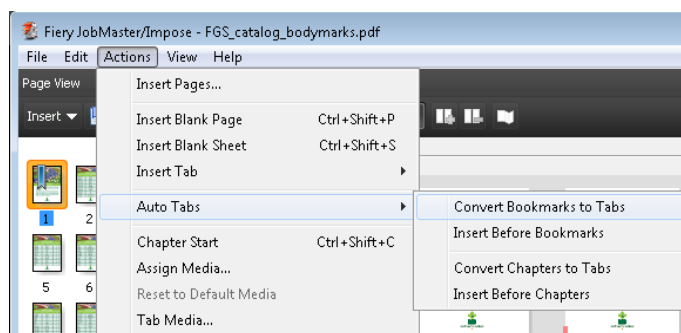 Fiery JobMaster/Impose - FGS_catalog_bodymarks.pdf
File Edit Actions View Help
Page View
Insert
Insert Pages...
Insert Blank Page Ctrl+Shift+P
Insert Blank Sheet Ctrl+Shift+S
Insert Tab
Auto Tabs
Chapter Start Ctrl+Shift+C
Assign Media...
Reset to Default Media
Tab Media...
Convert Bookmarks to Tabs
Insert Before Bookmarks
Convert Chapters to Tabs
Insert Before Chapters
1 2
5 6